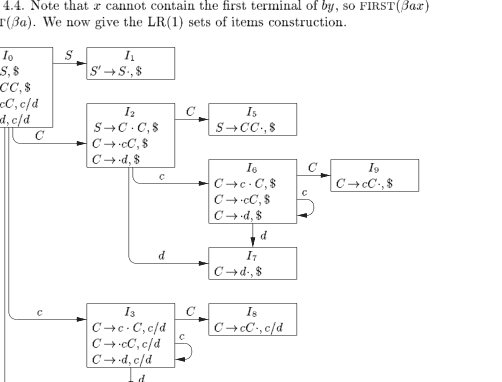 4.4. Note that x cannot contain the first terminal of by, so FIRST(βax)
(βa). We now give the LR(1) sets of items construction.
I₀
S, $
CC, $
cC, c/d
d, c/d
S
I₁
S′ → S·, $
C
I₂
S → C · C, $
C → ·cC, $
C → ·d, $
C
I₅
S → CC·, $
c
I₆
C → c · C, $
C → ·cC, $
C → ·d, $
C
I₉
C → cC·, $
c
d
d
I₇
C → d·, $
c
I₃
C → c · C, c/d
C → ·cC, c/d
C → ·d, c/d
C
I₈
C → cC·, c/d
c
d